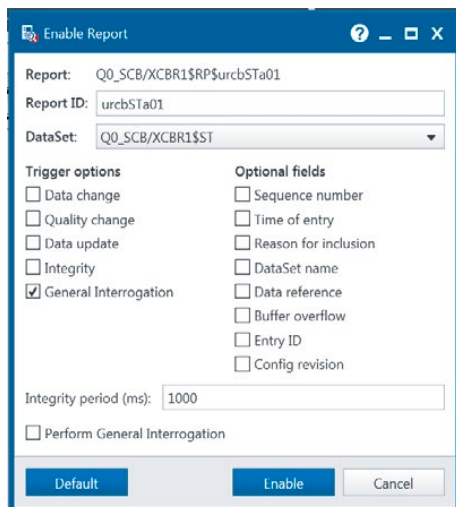 Enable Report
Report: Q0_SCB/XCBR1$RP$urcbSTa01
Report ID: urcbSTa01
DataSet: Q0_SCB/XCBR1$ST
Trigger options
Data change
Quality change
Data update
Integrity
General Interrogation
Optional fields
Sequence number
Time of entry
Reason for inclusion
DataSet name
Data reference
Buffer overflow
Entry ID
Config revision
Integrity period (ms): 1000
Perform General Interrogation
Default Enable Cancel